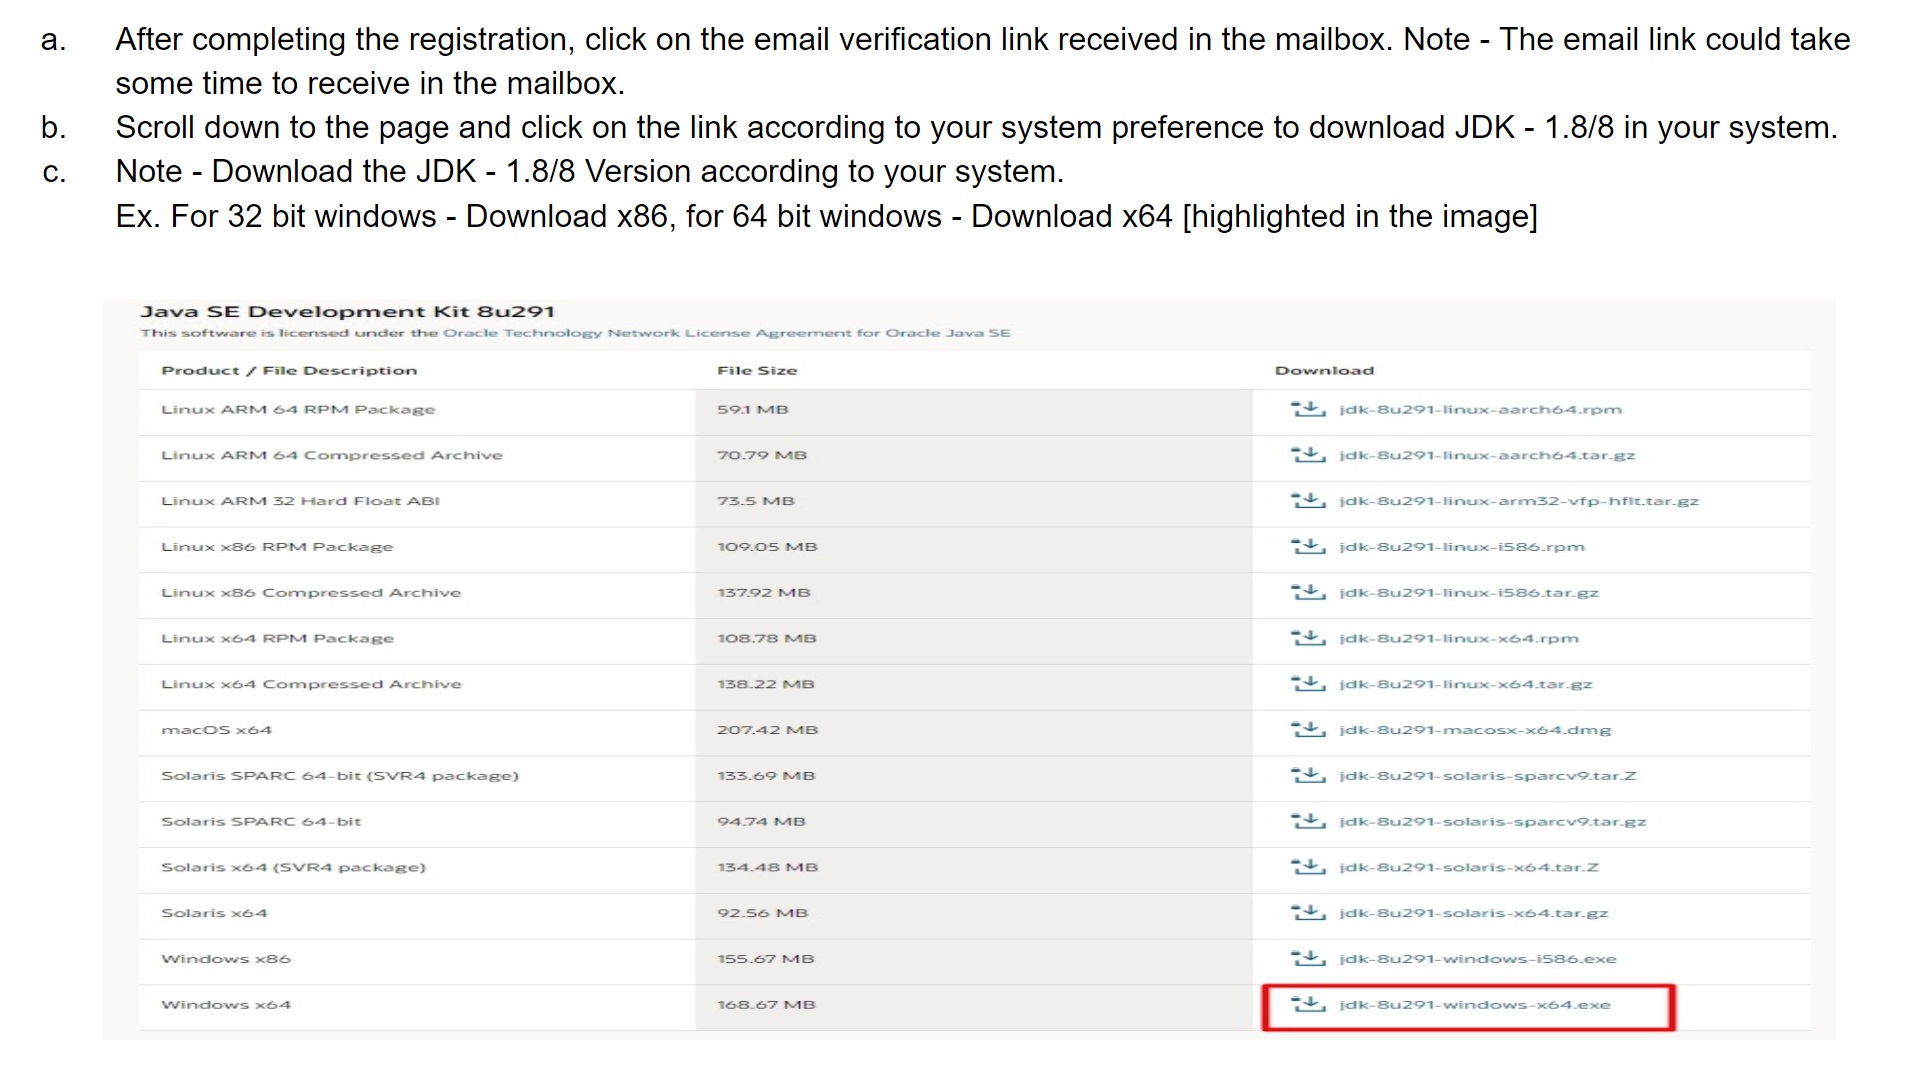 a. After completing the registration, click on the email verification link received in the mailbox. Note - The email link could take
some time to receive in the mailbox.
b. Scroll down to the page and click on the link according to your system preference to download JDK - 1.8/8 in your system.
c. Note - Download the JDK - 1.8/8 Version according to your system.
Ex. For 32 bit windows - Download x86, for 64 bit windows - Download x64 [highlighted in the image]
Java SE Development Kit 8u291
This software is licensed under the Oracle Technology Network License Agreement for Oracle Java SE
Product / File Description File Size Download
Linux ARM 64 RPM Package 59.1 MB jdk-8u291-linux-aarch64.rpm
Linux ARM 64 Compressed Archive 70.79 MB jdk-8u291-linux-aarch64.tar.gz
Linux ARM 32 Hard Float ABI 73.5 MB jdk-8u291-linux-arm32-vfp-hflt.tar.gz
Linux x86 RPM Package 109.05 MB jdk-8u291-linux-i586.rpm
Linux x86 Compressed Archive 137.92 MB jdk-8u291-linux-i586.tar.gz
Linux x64 RPM Package 108.78 MB jdk-8u291-linux-x64.rpm
Linux x64 Compressed Archive 138.22 MB jdk-8u291-linux-x64.tar.gz
macOS x64 207.42 MB jdk-8u291-macosx-x64.dmg
Solaris SPARC 64-bit (SVR4 package) 133.69 MB jdk-8u291-solaris-sparcv9.tar.Z
Solaris SPARC 64-bit 94.74 MB jdk-8u291-solaris-sparcv9.tar.gz
Solaris x64 (SVR4 package) 134.48 MB jdk-8u291-solaris-x64.tar.Z
Solaris x64 92.56 MB jdk-8u291-solaris-x64.tar.gz
Windows x86 155.67 MB jdk-8u291-windows-i586.exe
Windows x64 168.67 MB jdk-8u291-windows-x64.exe